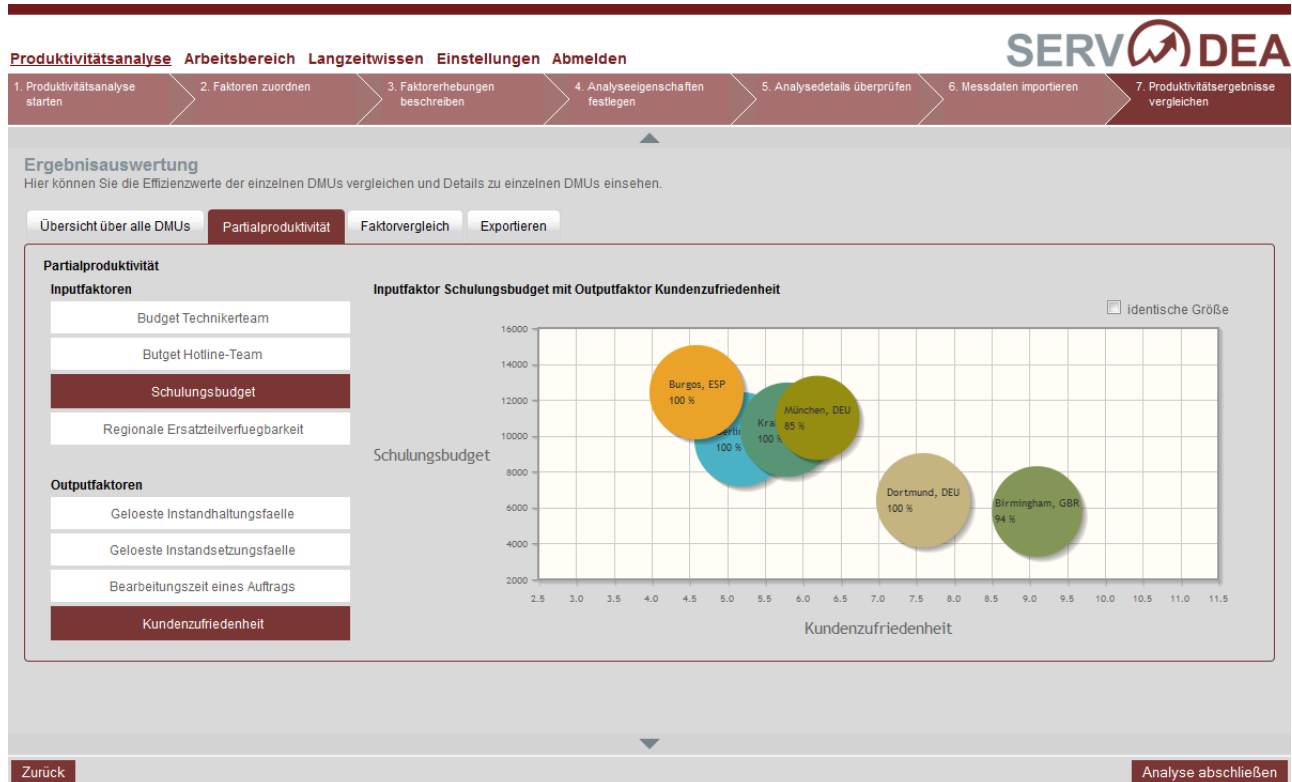 SERV DEA
Produktivitätsanalyse Arbeitsbereich Langzeitwissen Einstellungen Abmelden
1. Produktivitätsanalyse starten
2. Faktoren zuordnen
3. Faktorerhebungen beschreiben
4. Analyseeigenschaften festlegen
5. Analysedetails überprüfen
6. Messdaten importieren
7. Produktivitätsergebnisse vergleichen
Ergebnisauswertung
Hier können Sie die Effizienzwerte der einzelnen DMUs vergleichen und Details zu einzelnen DMUs einsehen.
Übersicht über alle DMUs Partialproduktivität Faktorvergleich Exportieren
Partialproduktivität
Inputfaktoren
Budget Technikerteam
Butget Hotline-Team
Schulungsbudget
Regionale Ersatzteilverfuegbarkeit
Outputfaktoren
Geloeste Instandhaltungsfaelle
Geloeste Instandsetzungsfaelle
Bearbeitungszeit eines Auftrags
Kundenzufriedenheit
Inputfaktor Schulungsbudget mit Outputfaktor Kundenzufriedenheit
identische Größe
Schulungsbudget
16000
14000
12000
10000
8000
6000
4000
2000
Burgos, ESP
100 %
100 %
Kra
100 %
München, DEU
85 %
Dortmund, DEU
100 %
Birmingham, GBR
94 %
2.5 3.0 3.5 4.0 4.5 5.0 5.5 6.0 6.5 7.0 7.5 8.0 8.5 9.0 9.5 10.0 10.5 11.0 11.5
Kundenzufriedenheit
Zurück
Analyse abschließen